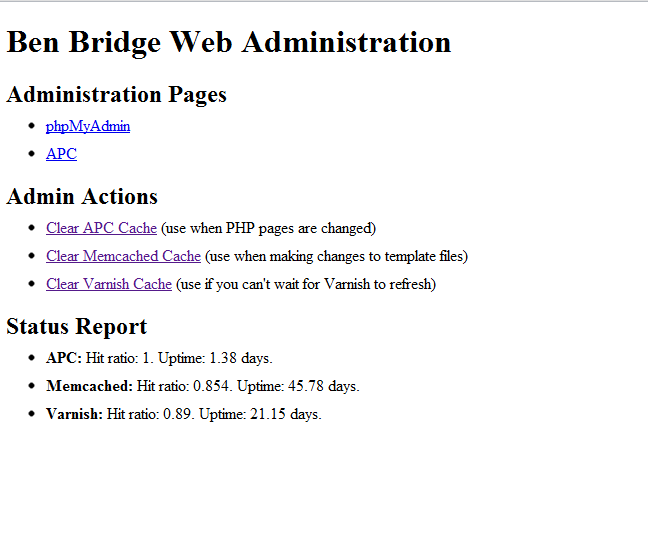 Ben Bridge Web Administration
Administration Pages
phpMyAdmin
APC
Admin Actions
Clear APC Cache (use when PHP pages are changed)
Clear Memcached Cache (use when making changes to template files)
Clear Varnish Cache (use if you can't wait for Varnish to refresh)
Status Report
APC: Hit ratio: 1. Uptime: 1.38 days.
Memcached: Hit ratio: 0.854. Uptime: 45.78 days.
Varnish: Hit ratio: 0.89. Uptime: 21.15 days.